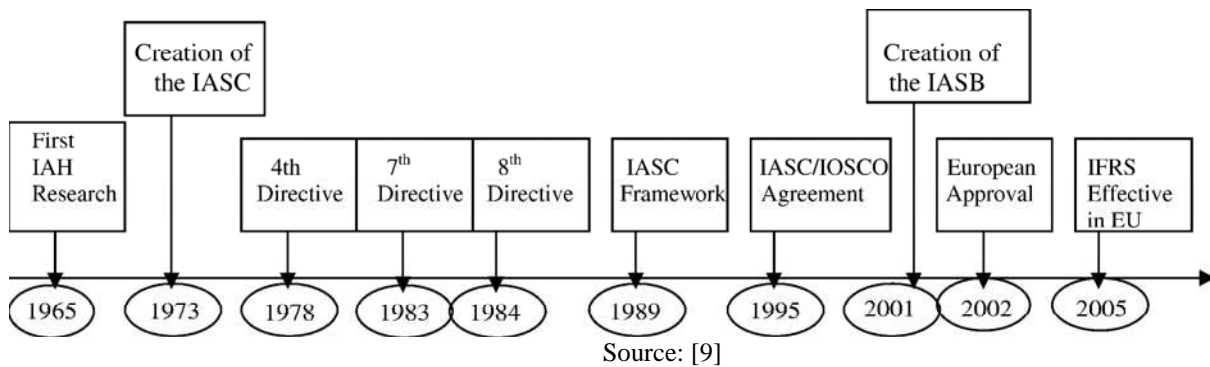 Creation of
the IASC
Creation of
the IASB
First
IAH
Research
4th
Directive
7th
Directive
8th
Directive
IASC
Framework
IASC/IOSCO
Agreement
European
Approval
IFRS
Effective
in EU
1965
1973
1978
1983
1984
1989
1995
2001
2002
2005
Source: [9]